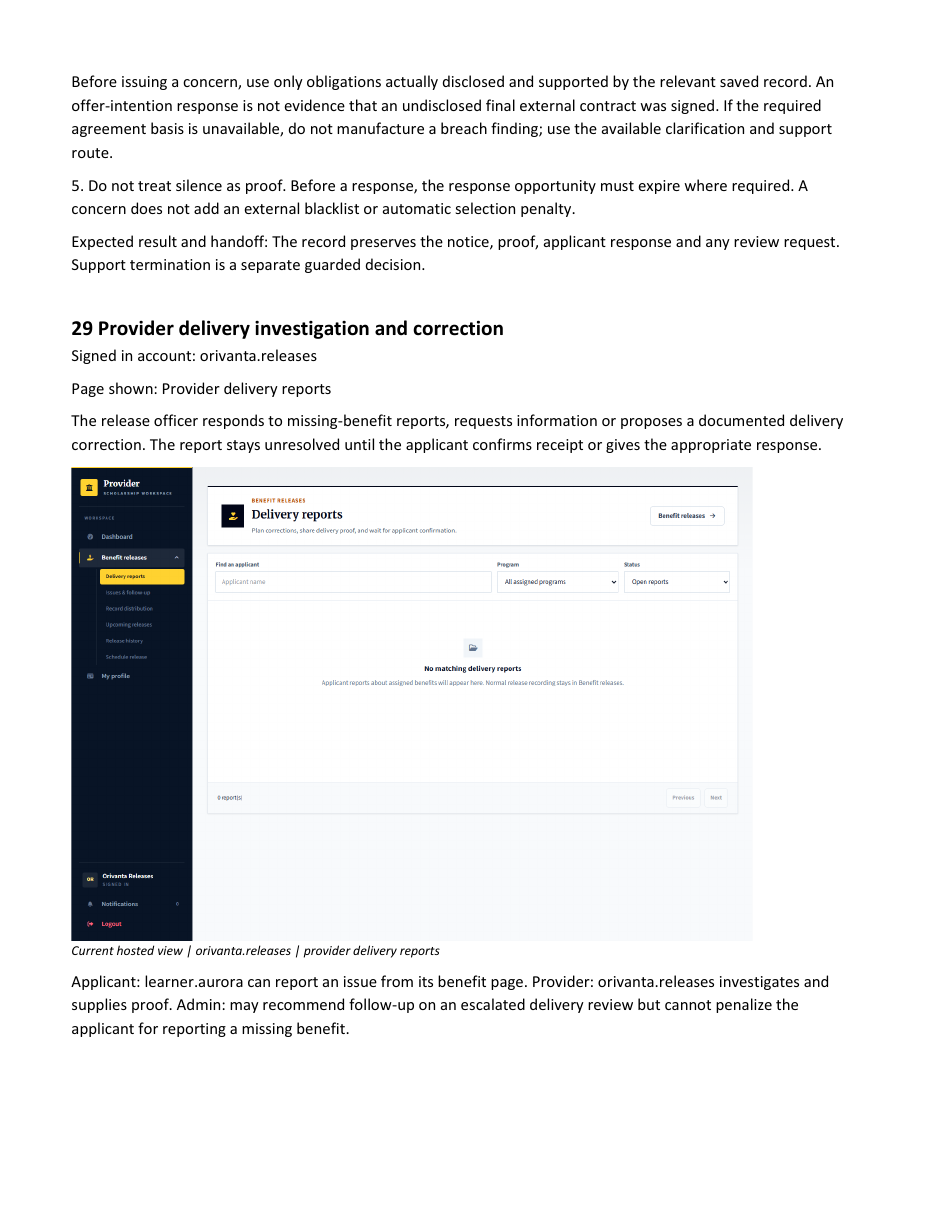 Before issuing a concern, use only obligations actually disclosed and supported by the relevant saved record. An
offer-intention response is not evidence that an undisclosed final external contract was signed. If the required
agreement basis is unavailable, do not manufacture a breach finding; use the available clarification and support
route.
5. Do not treat silence as proof. Before a response, the response opportunity must expire where required. A
concern does not add an external blacklist or automatic selection penalty.
Expected result and handoff: The record preserves the notice, proof, applicant response and any review request.
Support termination is a separate guarded decision.
29 Provider delivery investigation and correction
Signed in account: orivanta.releases
Page shown: Provider delivery reports
The release officer responds to missing-benefit reports, requests information or proposes a documented delivery
correction. The report stays unresolved until the applicant confirms receipt or gives the appropriate response.
Provider
SCHOLARSHIP WORKSPACE
WORKSPACE
Dashboard
Benefit releases
Delivery reports
Issues & follow-up
Record distribution
Upcoming releases
Release history
Schedule release
My profile
OR
Orivanta Releases
SIGNED IN
Notifications
Logout
BENEFIT RELEASES
Delivery reports
Plan corrections, share delivery proof, and wait for applicant confirmation.
Benefit releases →
Find an applicant
Applicant name
Program
All assigned programs
Status
Open reports
No matching delivery reports
Applicant reports about assigned benefits will appear here. Normal release recording stays in Benefit releases.
0 report(s)
Previous
Next
Current hosted view | orivanta.releases | provider delivery reports
Applicant: learner.aurora can report an issue from its benefit page. Provider: orivanta.releases investigates and
supplies proof. Admin: may recommend follow-up on an escalated delivery review but cannot penalize the
applicant for reporting a missing benefit.